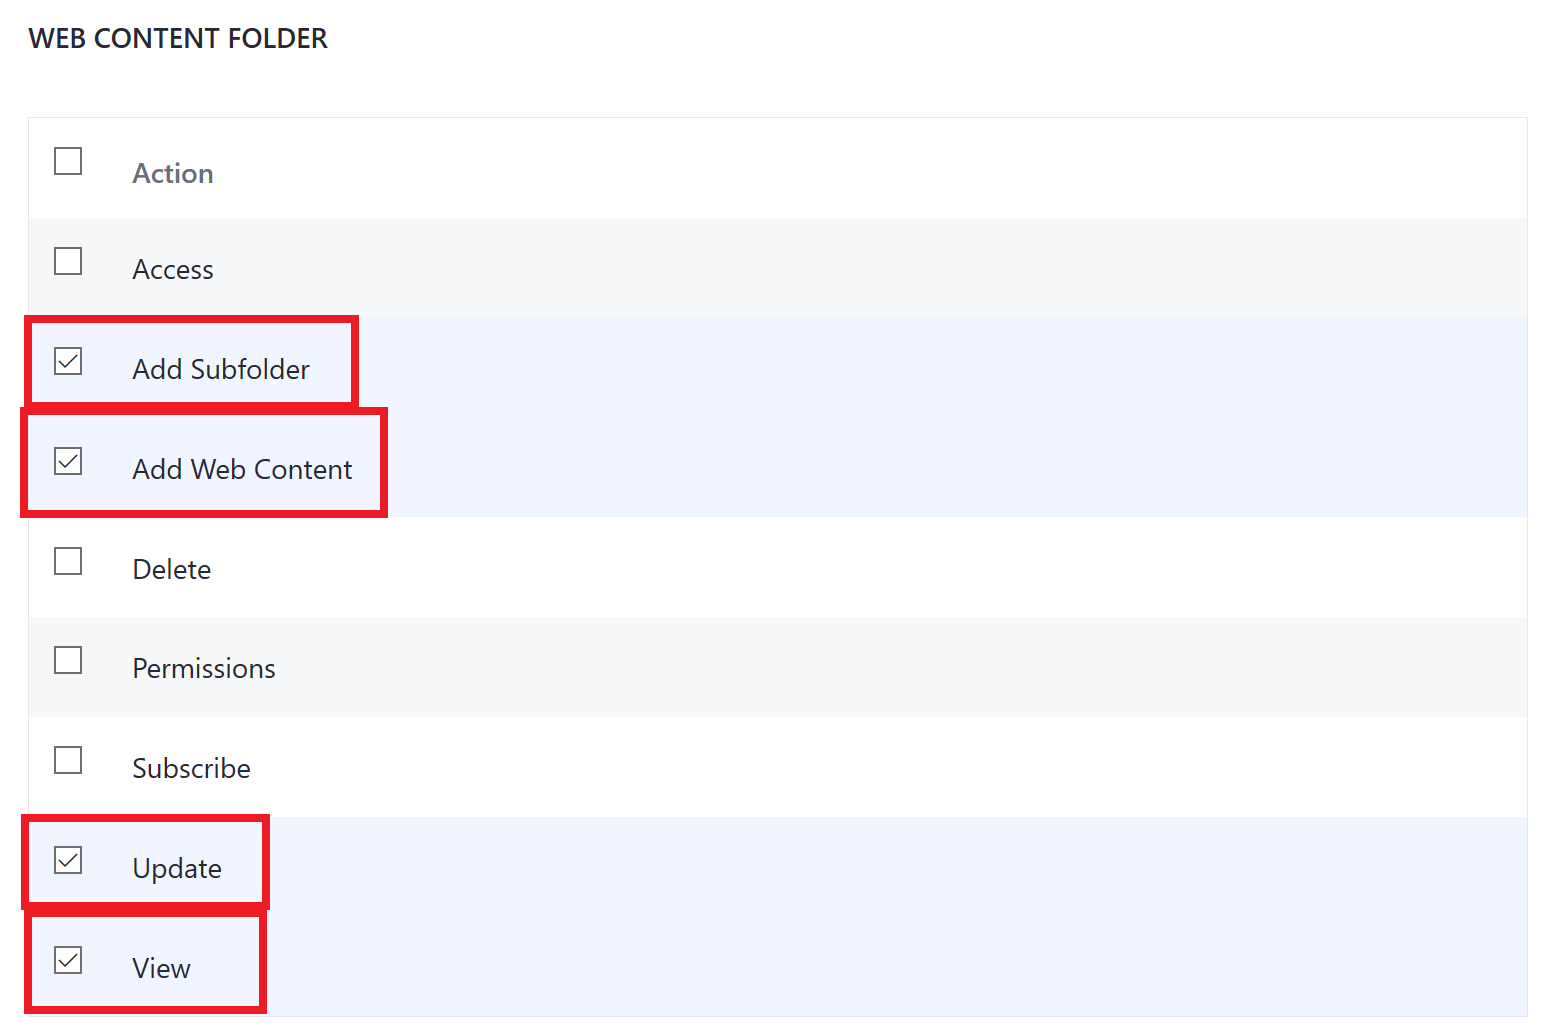 WEB CONTENT FOLDER
Action
Access
Add Subfolder
Add Web Content
Delete
Permissions
Subscribe
Update
View